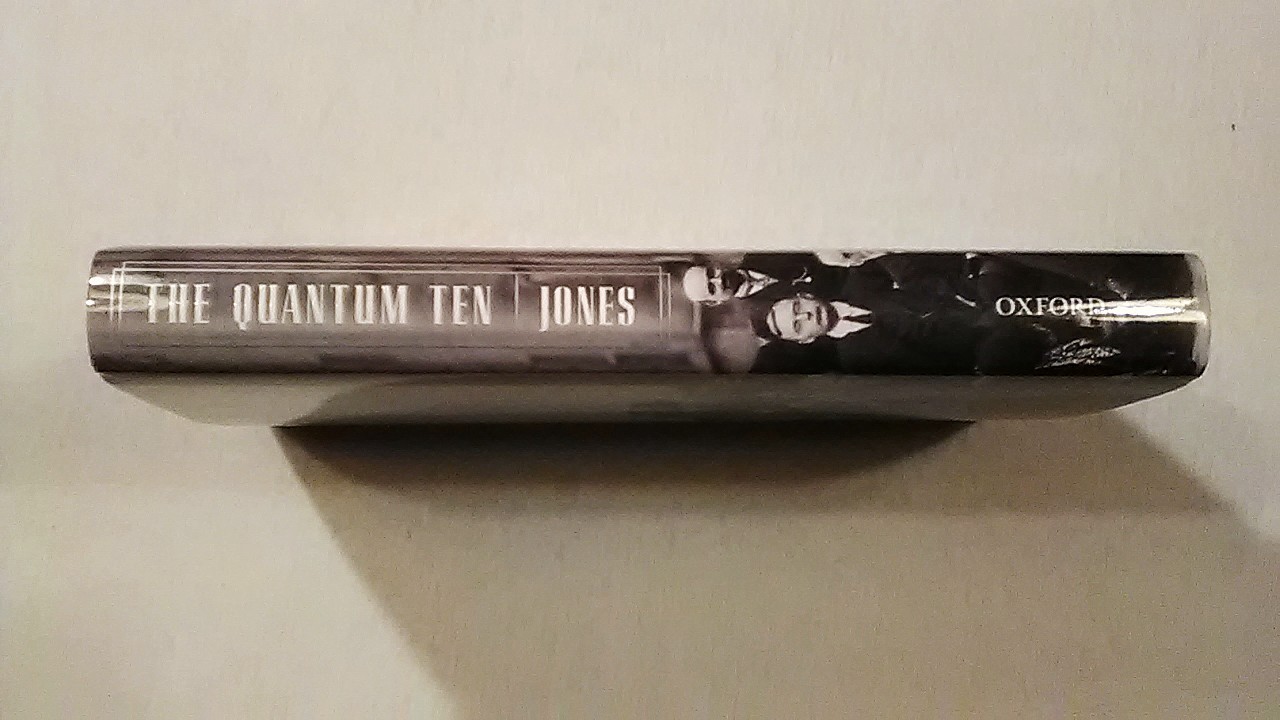 THE QUANTUM TEN | JONES
OXFORD